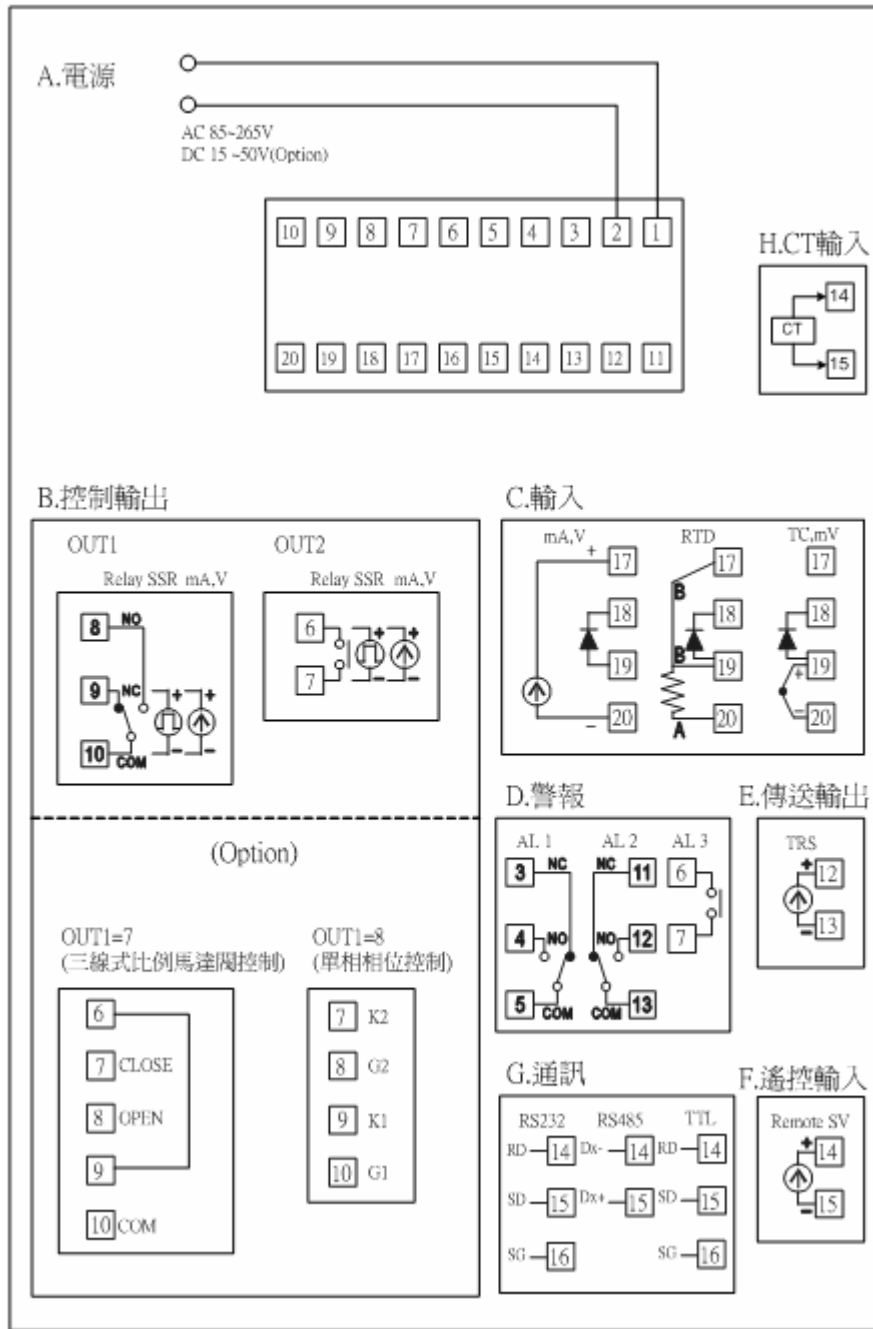 A.電源
AC 85~265V
DC 15 ~50V(Option)
10 9 8 7 6 5 4 3 2 1
20 19 18 17 16 15 14 13 12 11
H.CT輸入
CT
14
15
B.控制輸出
OUT1
Relay SSR mA,V
8 NO
9 NC + +
10 COM - -
OUT2
Relay SSR mA,V
6 + +
7 - -
(Option)
OUT1=7
(三線式比例馬達閥控制)
6
7 CLOSE
8 OPEN
9
10 COM
OUT1=8
(單相相位控制)
7 K2
8 G2
9 K1
10 G1
C.輸入
mA,V
+ 17
18
19
- 20
RTD
17
B
18
B 19
A 20
TC,mV
17
18
19
+
-
20
D.警報
AL 1
3 NC
4 NO
5 COM
AL 2
NC 11
NO 12
COM 13
AL 3
6
7
E.傳送輸出
TRS
+ 12
- 13
G.通訊
RS232 RS485 TTL
RD 14 Dx- 14 RD 14
SD 15 Dx+ 15 SD 15
SG 16 SG 16
F.遙控輸入
Remote SV
+ 14
- 15